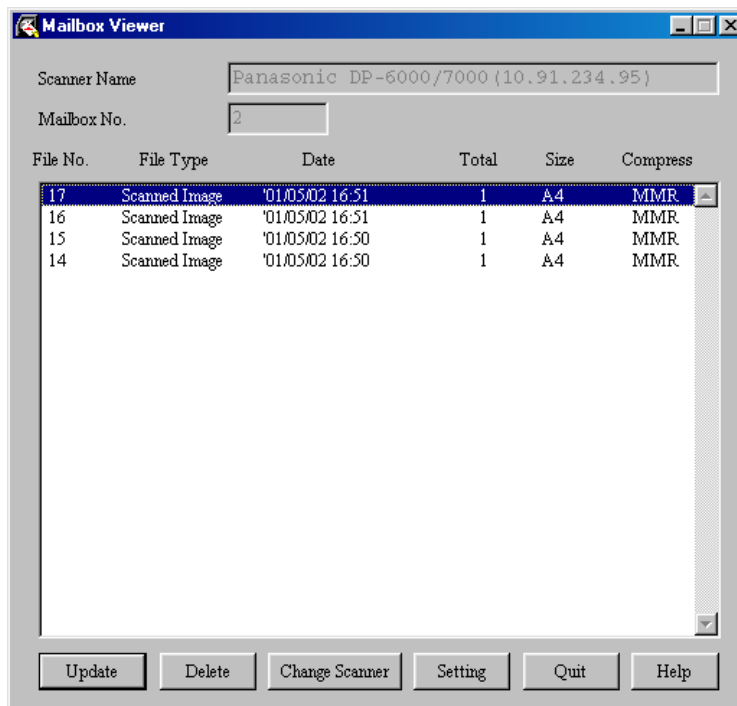 Mailbox Viewer
Scanner Name Panasonic DP-6000/7000(10.91.234.95)
Mailbox No. 2
File No. File Type Date Total Size Compress
17 Scanned Image '01/05/02 16:51 1 A4 MMR
16 Scanned Image '01/05/02 16:51 1 A4 MMR
15 Scanned Image '01/05/02 16:50 1 A4 MMR
14 Scanned Image '01/05/02 16:50 1 A4 MMR
Update Delete Change Scanner Setting Quit Help